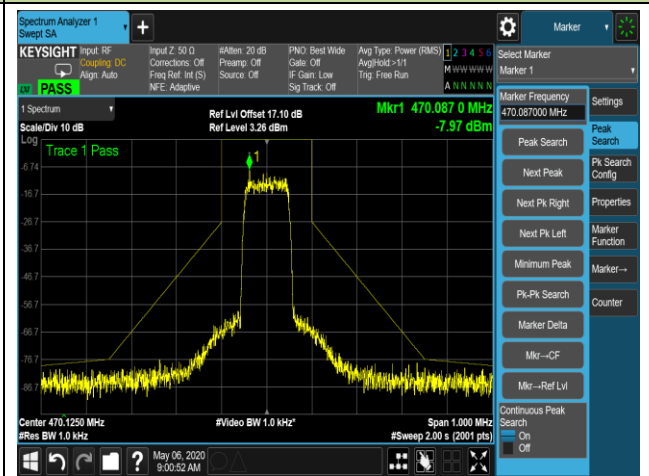 Spectrum Analyzer 1
Swept SA
+
Marker
KEYSIGHT
Input: RF
Coupling: DC
Align: Auto
Input Z: 50 Ω
Corrections: Off
Freq Ref: Int (S)
NFE: Adaptive
#Atten: 20 dB
Preamp: Off
Source: Off
PNO: Best Wide
Gate: Off
IF Gain: Low
Sig Track: Off
Avg Type: Power (RMS)
Avg|Hold:>1/1
Trig: Free Run
1 2 3 4 5 6
M W W W W W
A N N N N N
PASS
Select Marker
Marker 1
1 Spectrum
Scale/Div 10 dB
Ref Lvl Offset 17.10 dB
Ref Level 3.26 dBm
Mkr1 470.087 0 MHz
-7.97 dBm
Log
Trace 1 Pass
1
-6.74
-16.7
-26.7
-36.7
-46.7
-56.7
-66.7
-76.7
-86.7
Center 470.1250 MHz
#Res BW 1.0 kHz
#Video BW 1.0 kHz*
Span 1.000 MHz
#Sweep 2.00 s (2001 pts)
Marker Frequency
470.087000 MHz
Peak Search
Next Peak
Next Pk Right
Next Pk Left
Minimum Peak
Pk-Pk Search
Marker Delta
Mkr→CF
Mkr→Ref Lvl
Continuous Peak
Search
On
Off
Settings
Peak
Search
Pk Search
Config
Properties
Marker
Function
Marker→
Counter
?
May 06, 2020
9:00:52 AM